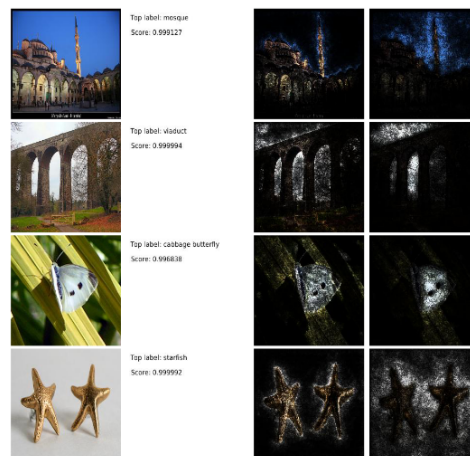 Top label: mosque
Score: 0.999127
Top label: viaduct
Score: 0.999994
Top label: cabbage butterfly
Score: 0.996838
Top label: starfish
Score: 0.999992